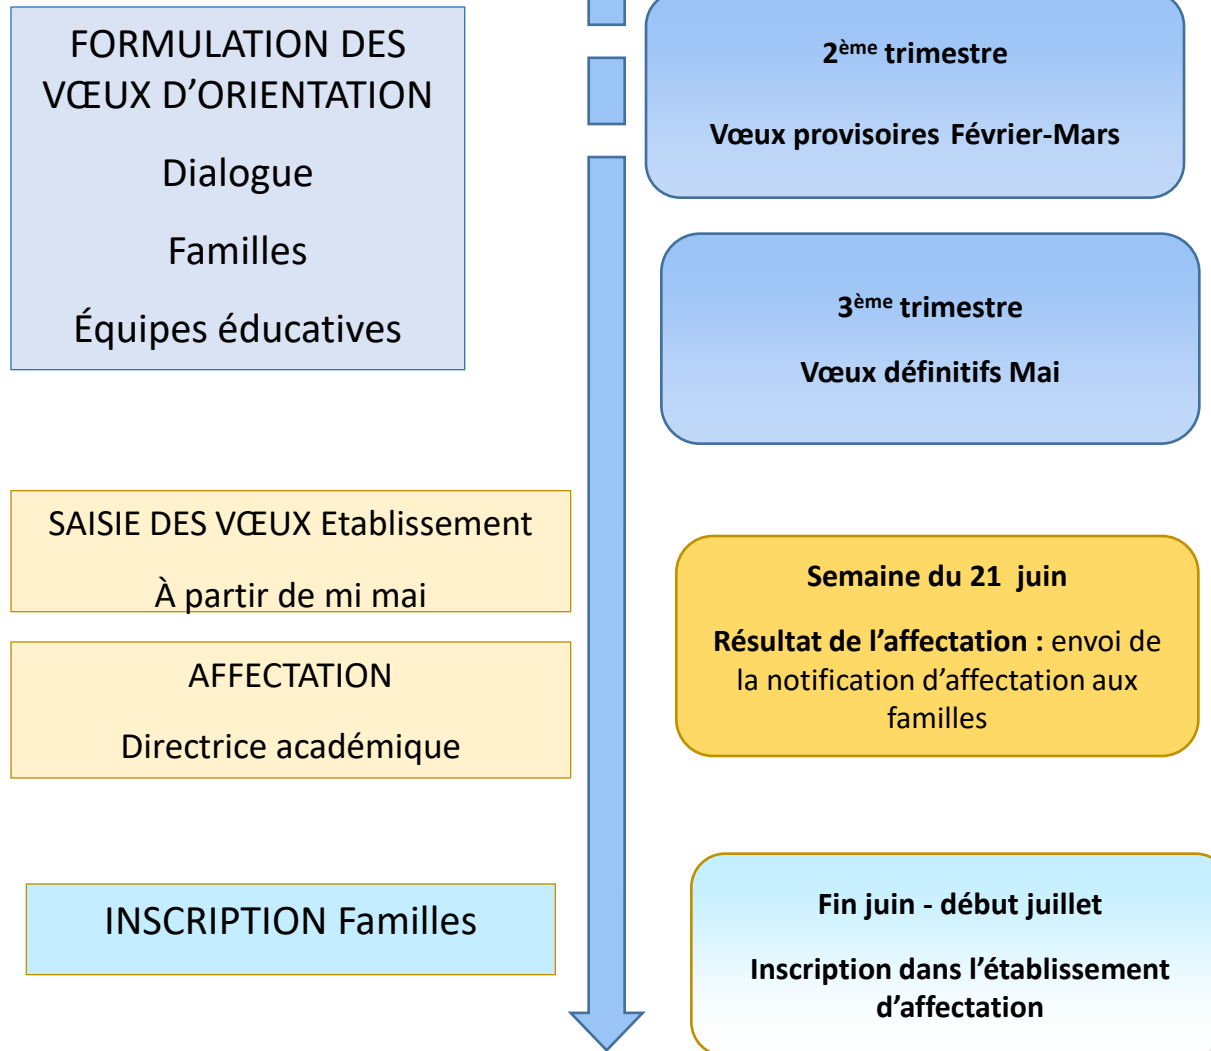 FORMULATION DES
VŒUX D’ORIENTATION
Dialogue
Familles
Équipes éducatives
2ème trimestre
Vœux provisoires Février-Mars
3ème trimestre
Vœux définitifs Mai
SAISIE DES VŒUX Etablissement
À partir de mi mai
AFFECTATION
Directrice académique
Semaine du 21 juin
Résultat de l’affectation : envoi de
la notification d’affectation aux
familles
INSCRIPTION Familles
Fin juin - début juillet
Inscription dans l’établissement
d’affectation